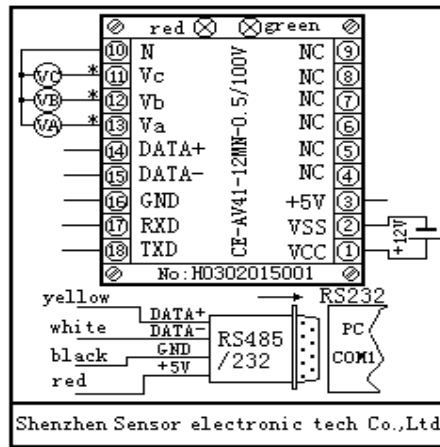 red green
10 N NC 9
VC * 11 Vc NC 8
VB * 12 Vb NC 7
VA * 13 Va NC 6
14 DATA+ NC 5
15 DATA- NC 4
16 GND +5V 3
17 RXD VSS 2
18 TXD VCC 1
CE-AV41-12MN-0.5/100V
+12V
No:H0302015001
yellow DATA+ RS232
white DATA-
black GND
red +5V
RS485
/232
PC
COM1
Shenzhen Sensor electronic tech Co.,Ltd